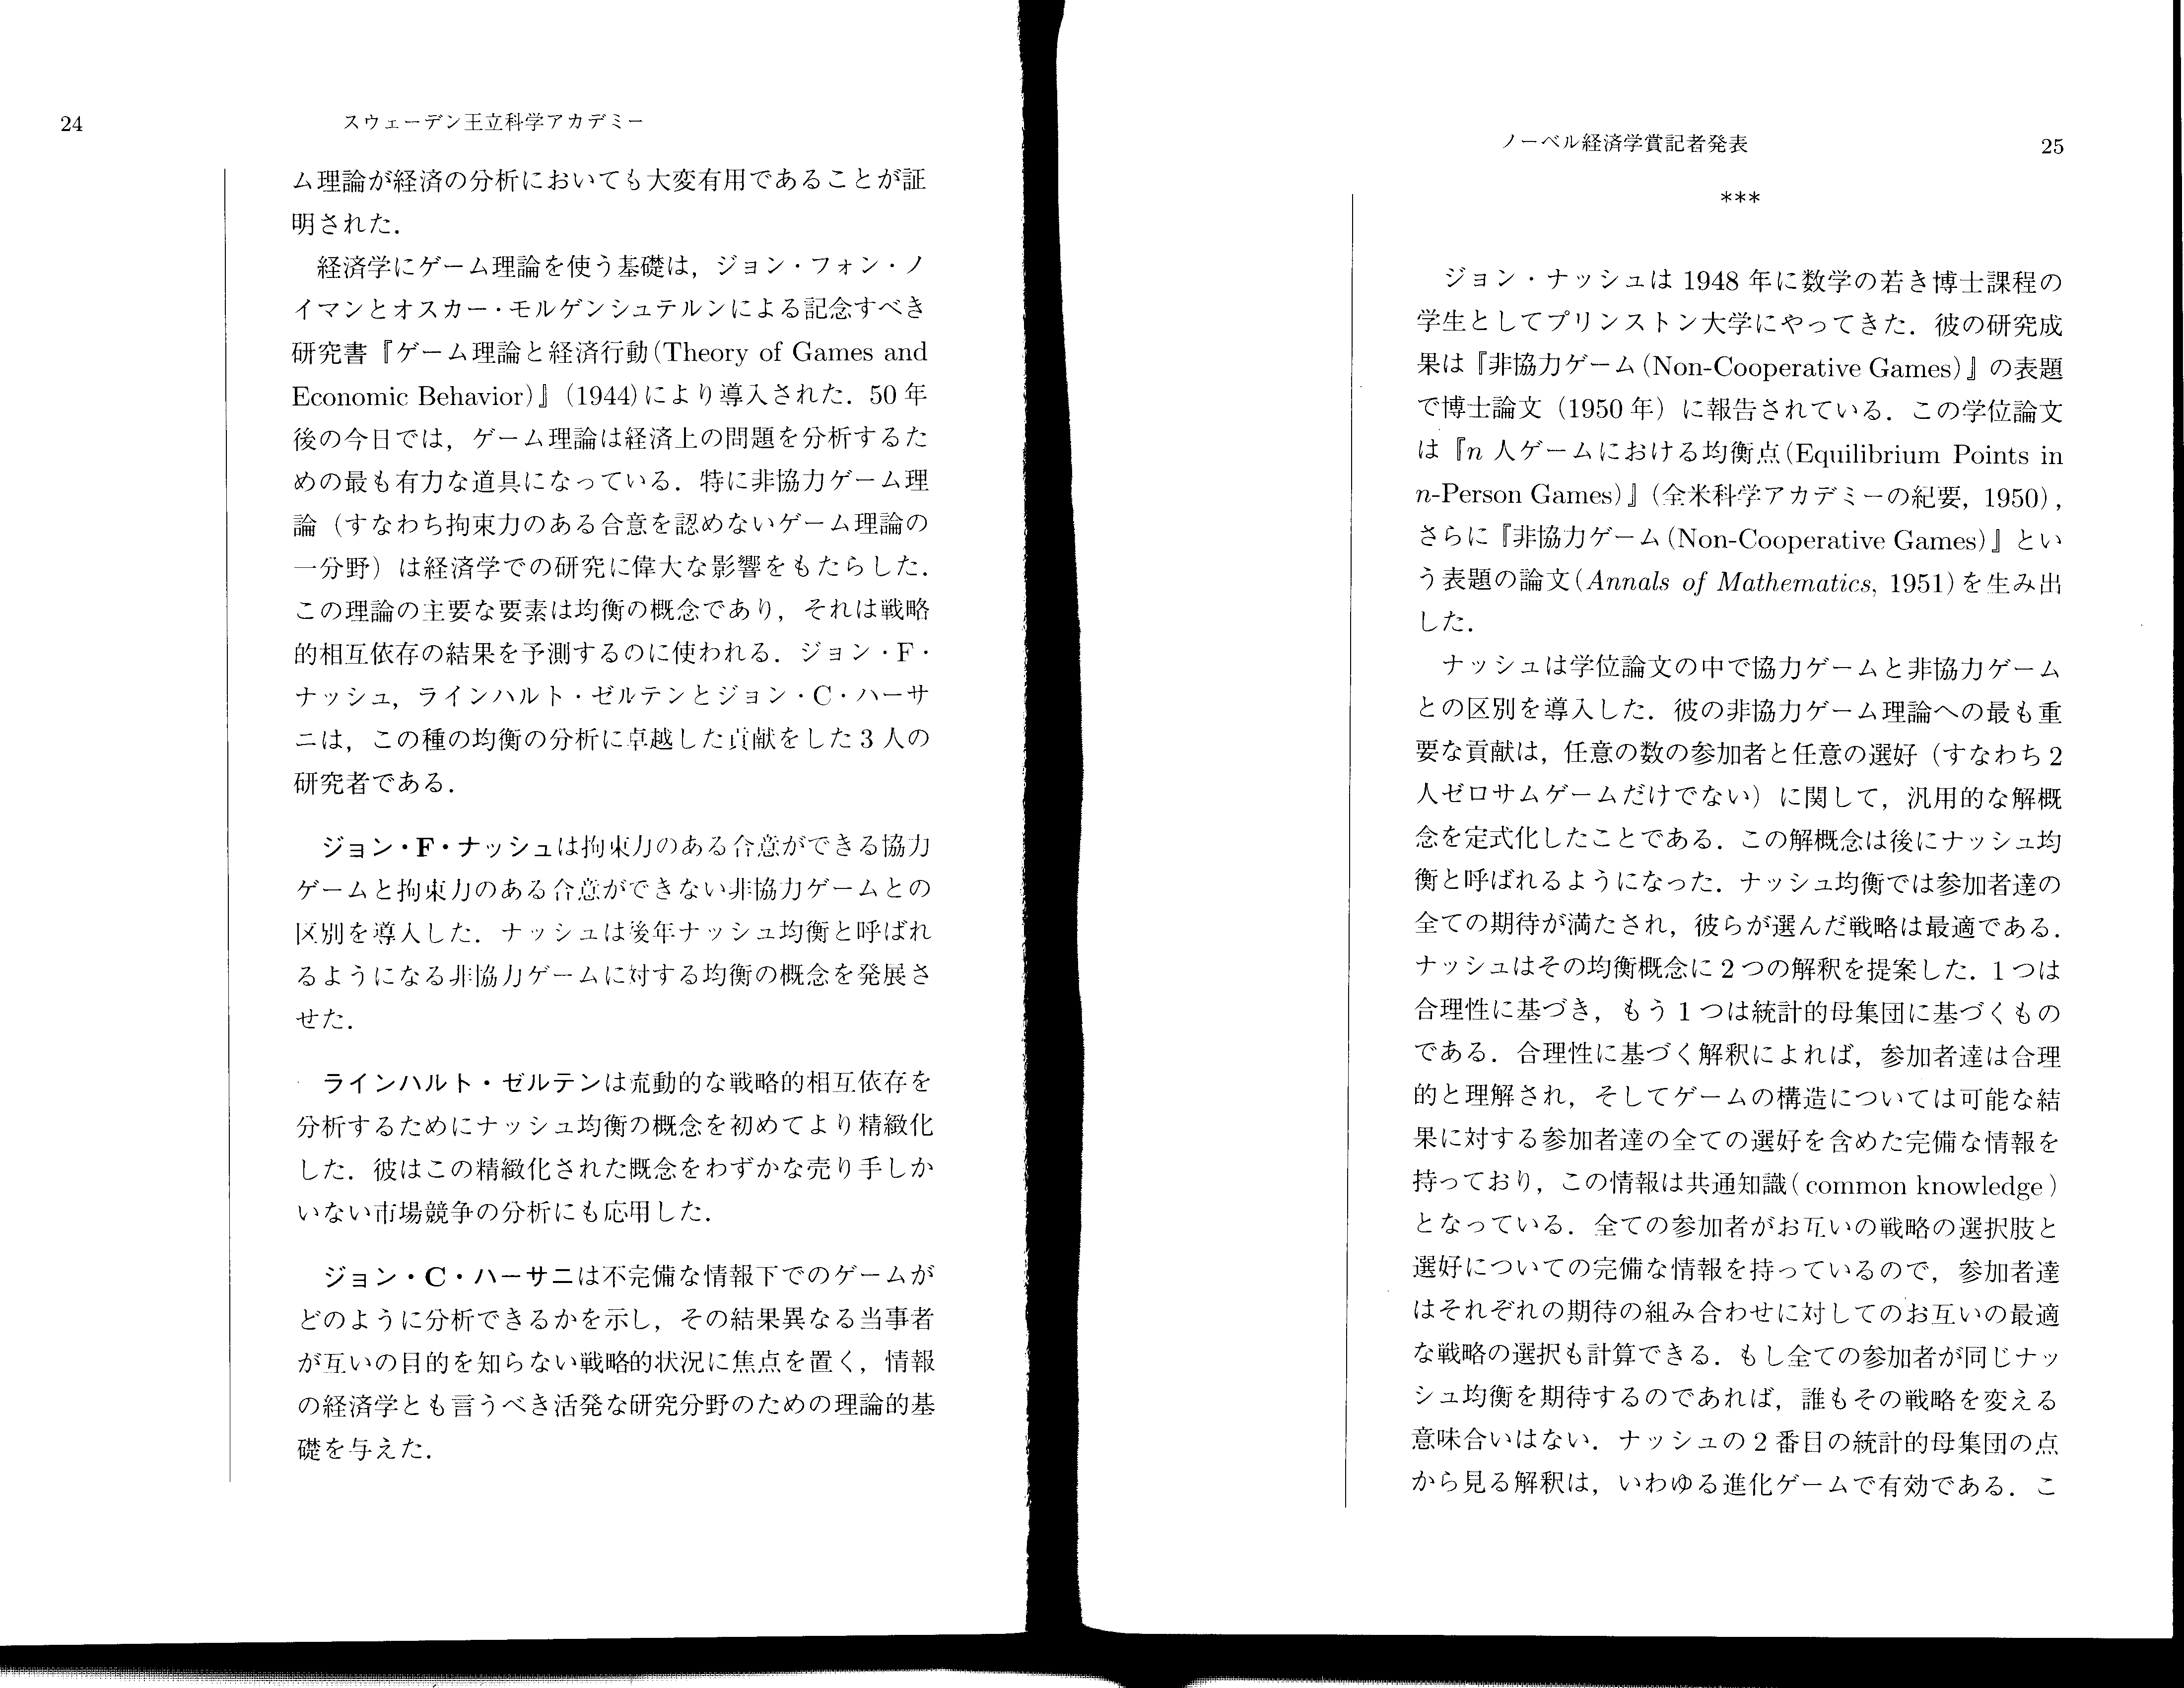 24
スウェーデン王立科学アカデミー
ム理論が経済の分析においても大変有用であることが証
明された．
経済学にゲーム理論を使う基礎は，ジョン・フォン・ノ
イマンとオスカー・モルゲンシュテルンによる記念すべき
研究書『ゲーム理論と経済行動(Theory of Games and
Economic Behavior)』(1944)により導入された．50 年
後の今日では，ゲーム理論は経済上の問題を分析するた
めの最も有力な道具になっている．特に非協力ゲーム理
論（すなわち拘束力のある合意を認めないゲーム理論の
一分野）は経済学での研究に偉大な影響をもたらした．
この理論の主要な要素は均衡の概念であり，それは戦略
的相互依存の結果を予測するのに使われる．ジョン・F・
ナッシュ，ラインハルト・ゼルテンとジョン・C・ハーサ
ニは，この種の均衡の分析に卓越した貢献をした 3 人の
研究者である．
ジョン・F・ナッシュは拘束力のある合意ができる協力
ゲームと拘束力のある合意ができない非協力ゲームとの
区別を導入した．ナッシュは後年ナッシュ均衡と呼ばれ
るようになる非協力ゲームに対する均衡の概念を発展さ
せた．
ラインハルト・ゼルテンは流動的な戦略的相互依存を
分析するためにナッシュ均衡の概念を初めてより精緻化
した．彼はこの精緻化された概念をわずかな売り手しか
いない市場競争の分析にも応用した．
ジョン・C・ハーサニは不完備な情報下でのゲームが
どのように分析できるかを示し，その結果異なる当事者
が互いの目的を知らない戦略的状況に焦点を置く，情報
の経済学とも言うべき活発な研究分野のための理論的基
礎を与えた．
ノーベル経済学賞記者発表
25
***
ジョン・ナッシュは 1948 年に数学の若き博士課程の
学生としてプリンストン大学にやってきた．彼の研究成
果は『非協力ゲーム(Non-Cooperative Games)』の表題
で博士論文（1950 年）に報告されている．この学位論文
は『n 人ゲームにおける均衡点(Equilibrium Points in
n-Person Games)』(全米科学アカデミーの紀要，1950)，
さらに『非協力ゲーム(Non-Cooperative Games)』とい
う表題の論文(Annals of Mathematics, 1951)を生み出
した．
ナッシュは学位論文の中で協力ゲームと非協力ゲーム
との区別を導入した．彼の非協力ゲーム理論への最も重
要な貢献は，任意の数の参加者と任意の選好（すなわち 2
人ゼロサムゲームだけでない）に関して，汎用的な解概
念を定式化したことである．この解概念は後にナッシュ均
衡と呼ばれるようになった．ナッシュ均衡では参加者達の
全ての期待が満たされ，彼らが選んだ戦略は最適である．
ナッシュはその均衡概念に 2 つの解釈を提案した．1 つは
合理性に基づき，もう 1 つは統計的母集団に基づくもの
である．合理性に基づく解釈によれば，参加者達は合理
的と理解され，そしてゲームの構造については可能な結
果に対する参加者達の全ての選好を含めた完備な情報を
持っており，この情報は共通知識(common knowledge)
となっている．全ての参加者がお互いの戦略の選択肢と
選好についての完備な情報を持っているので，参加者達
はそれぞれの期待の組み合わせに対してのお互いの最適
な戦略の選択も計算できる．もし全ての参加者が同じナッ
シュ均衡を期待するのであれば，誰もその戦略を変える
意味合いはない．ナッシュの 2 番目の統計的母集団の点
から見る解釈は，いわゆる進化ゲームで有効である．こ